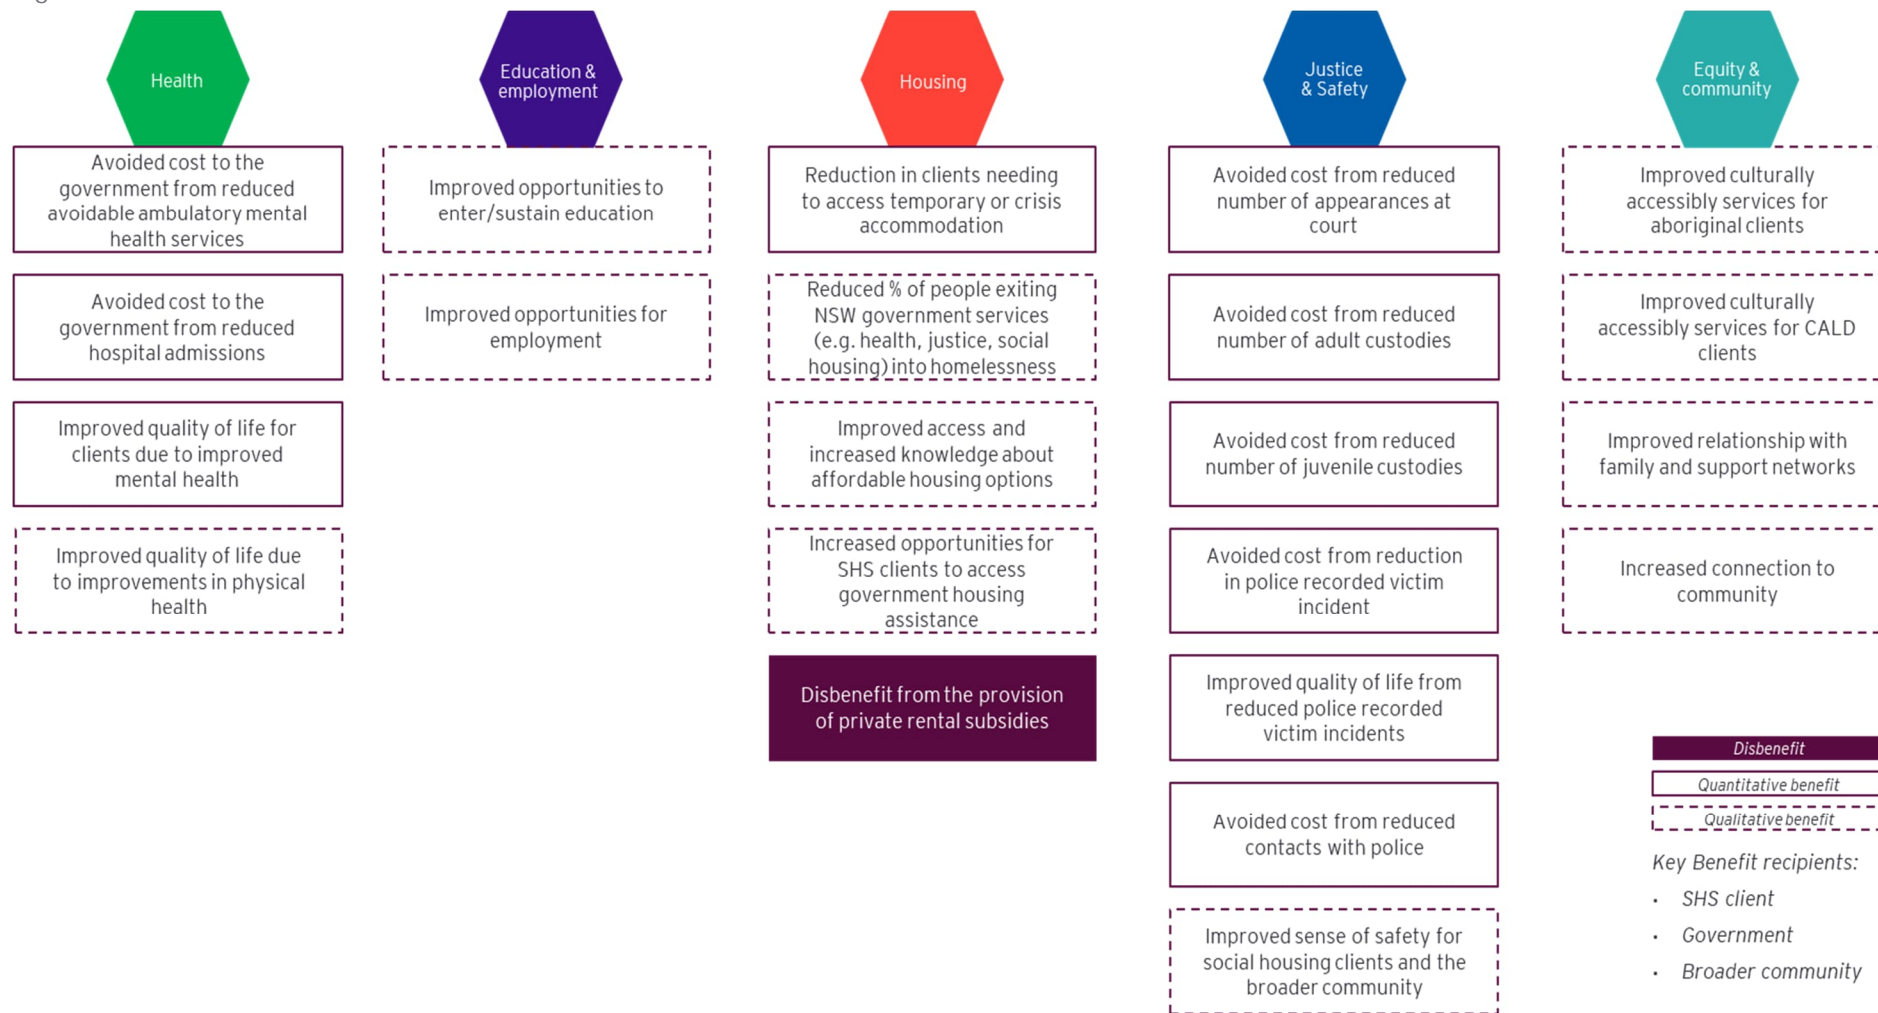 Health
Avoided cost to the
government from reduced
avoidable ambulatory mental
health services
Avoided cost to the
government from reduced
hospital admissions
Improved quality of life for
clients due to improved
mental health
Improved quality of life due
to improvements in physical
health
Education &
employment
Improved opportunities to
enter/sustain education
Improved opportunities for
employment
Housing
Reduction in clients needing
to access temporary or crisis
accommodation
Reduced % of people exiting
NSW government services
(e.g. health, justice, social
housing) into homelessness
Improved access and
increased knowledge about
affordable housing options
Increased opportunities for
SHS clients to access
government housing
assistance
Disbenefit from the provision
of private rental subsidies
Justice
& Safety
Avoided cost from reduced
number of appearances at
court
Avoided cost from reduced
number of adult custodies
Avoided cost from reduced
number of juvenile custodies
Avoided cost from reduction
in police recorded victim
incident
Improved quality of life from
reduced police recorded
victim incidents
Avoided cost from reduced
contacts with police
Improved sense of safety for
social housing clients and the
broader community
Equity &
community
Improved culturally
accessibly services for
aboriginal clients
Improved culturally
accessibly services for CALD
clients
Improved relationship with
family and support networks
Increased connection to
community
Disbenefit
Quantitative benefit
Qualitative benefit
Key Benefit recipients:
• SHS client
• Government
• Broader community